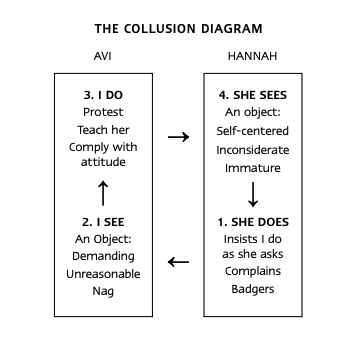 THE COLLUSION DIAGRAM
AVI
HANNAH
3. I DO
Protest
Teach her
Comply with
attitude
2. I SEE
An Object:
Demanding
Unreasonable
Nag
4. SHE SEES
An object:
Self-centered
Inconsiderate
Immature
1. SHE DOES
Insists I do
as she asks
Complains
Badgers